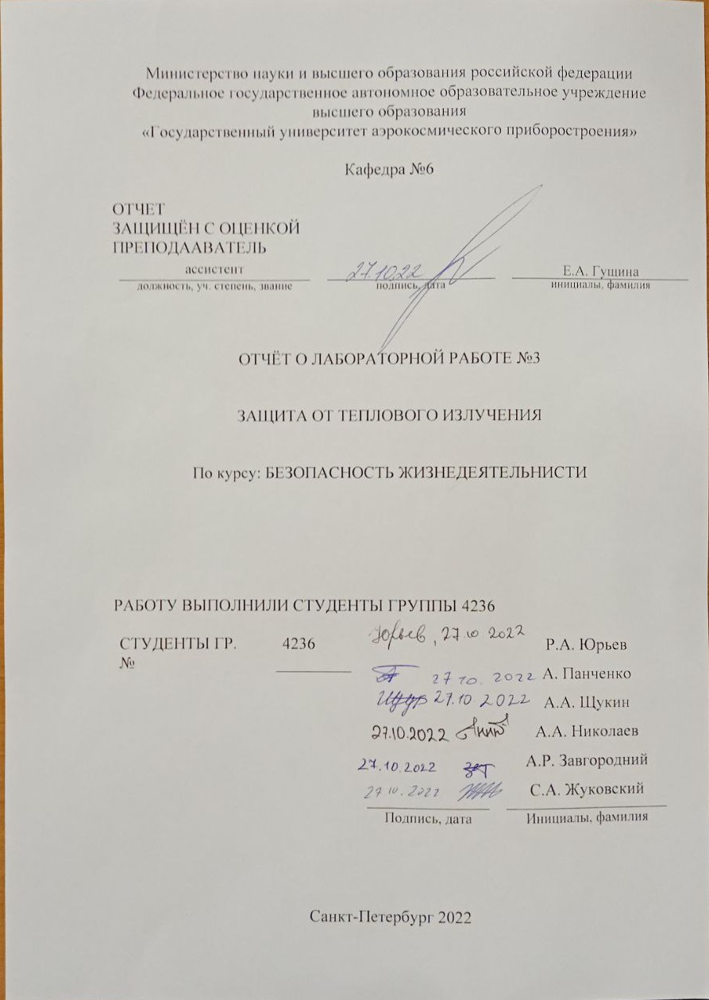 Министерство науки и высшего образования российской федерации
Федеральное государственное автономное образовательное учреждение
высшего образования
«Государственный университет аэрокосмического приборостроения»
Кафедра №6
ОТЧЕТ
ЗАЩИЩЁН С ОЦЕНКОЙ
ПРЕПОДААВАТЕЛЬ
ассистент 27.10.22 Е.А. Гущина
должность, уч. степень, звание подпись, дата инициалы, фамилия
ОТЧЁТ О ЛАБОРАТОРНОЙ РАБОТЕ №3
ЗАЩИТА ОТ ТЕПЛОВОГО ИЗЛУЧЕНИЯ
По курсу: БЕЗОПАСНОСТЬ ЖИЗНЕДЕЯТЕЛЬНИСТИ
РАБОТУ ВЫПОЛНИЛИ СТУДЕНТЫ ГРУППЫ 4236
СТУДЕНТЫ ГР. 4236 Юрьев, 27 10 2022 Р.А. Юрьев
№
27 10. 2022 А. Панченко
27.10 2022 А.А. Щукин
27.10.2022 А.А. Николаев
27.10.2022 А.Р. Завгородний
27 10. 2022 С.А. Жуковский
Подпись, дата Инициалы, фамилия
Санкт-Петербург 2022